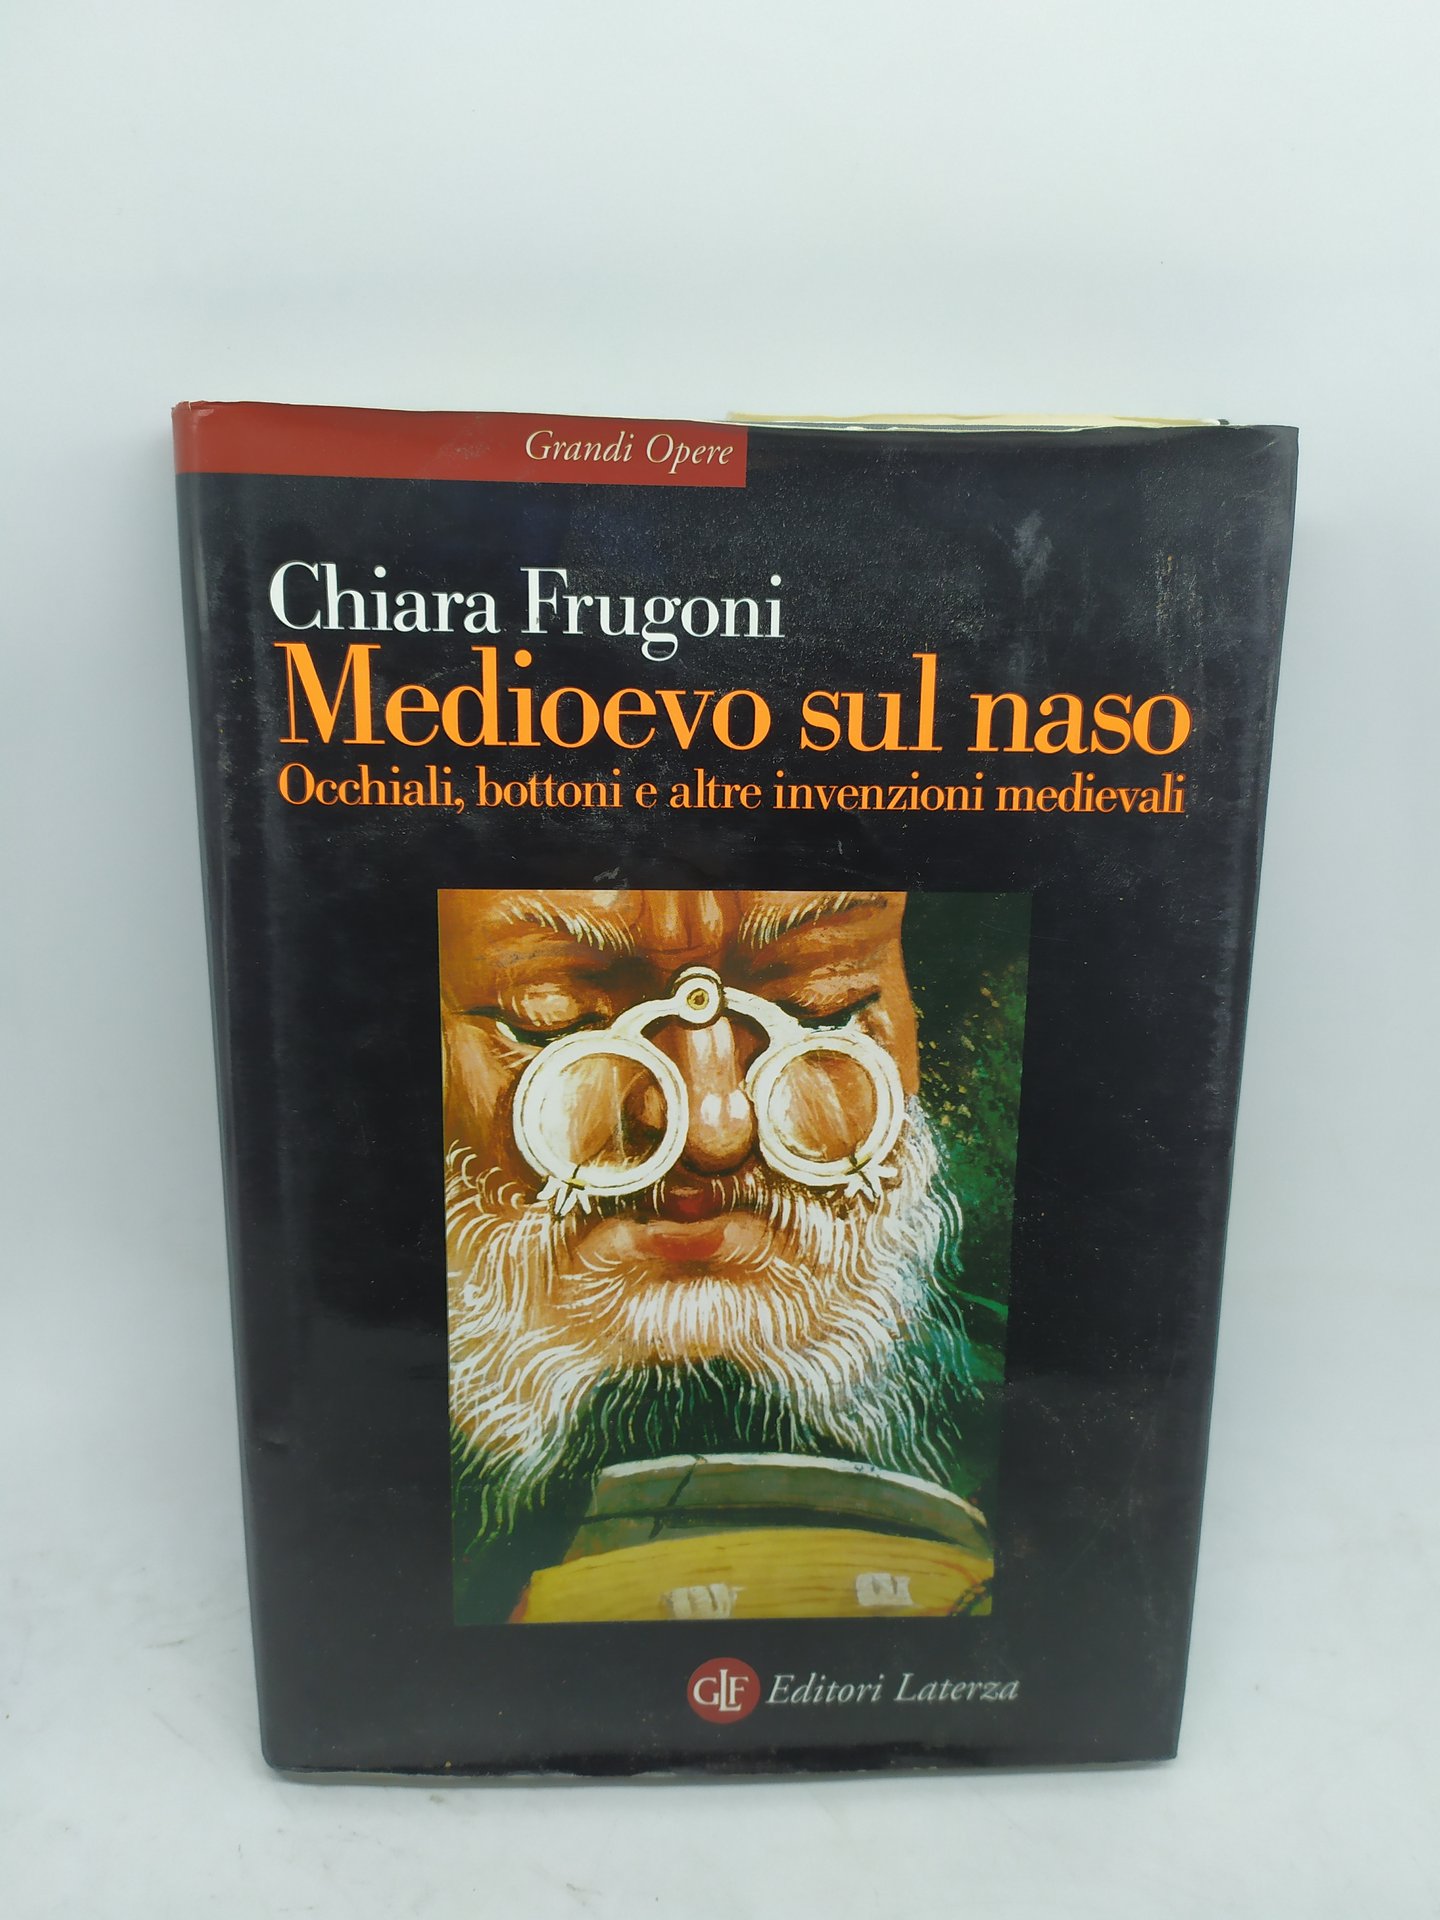 Grandi Opere
Chiara Frugoni
Medioevo sul naso
Occhiali, bottoni e altre invenzioni medievali
GLF Editori Laterza